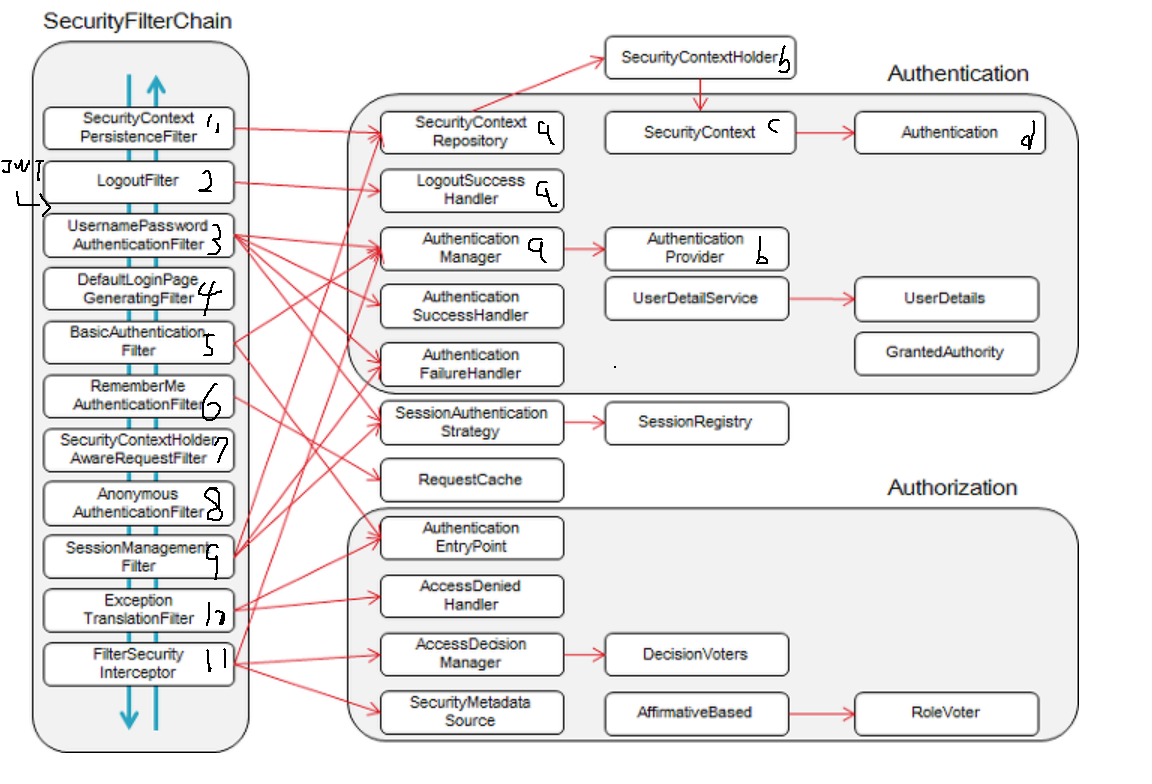 SecurityFilterChain
SecurityContext
PersistenceFilter 1,
JWT
LogoutFilter 2
UsernamePassword
AuthenticationFilter 3
DefaultLoginPage
GeneratingFilter 4
BasicAuthentication
Filter 5
RememberMe
AuthenticationFilter 6
SecurityContextHolder
AwareRequestFilter 7
Anonymous
AuthenticationFilter 8
SessionManagement
Filter 9
Exception
TranslationFilter 10
FilterSecurity
Interceptor 11
SecurityContextHolder b
Authentication
SecurityContext
Repository a
SecurityContext c
Authentication d
LogoutSuccess
Handler a
Authentication
Manager a
Authentication
Provider b
Authentication
SuccessHandler
UserDetailService
UserDetails
Authentication
FailureHandler
GrantedAuthority
SessionAuthentication
Strategy
SessionRegistry
RequestCache
Authorization
Authentication
EntryPoint
AccessDenied
Handler
AccessDecision
Manager
DecisionVoters
SecurityMetadata
Source
AffirmativeBased
RoleVoter